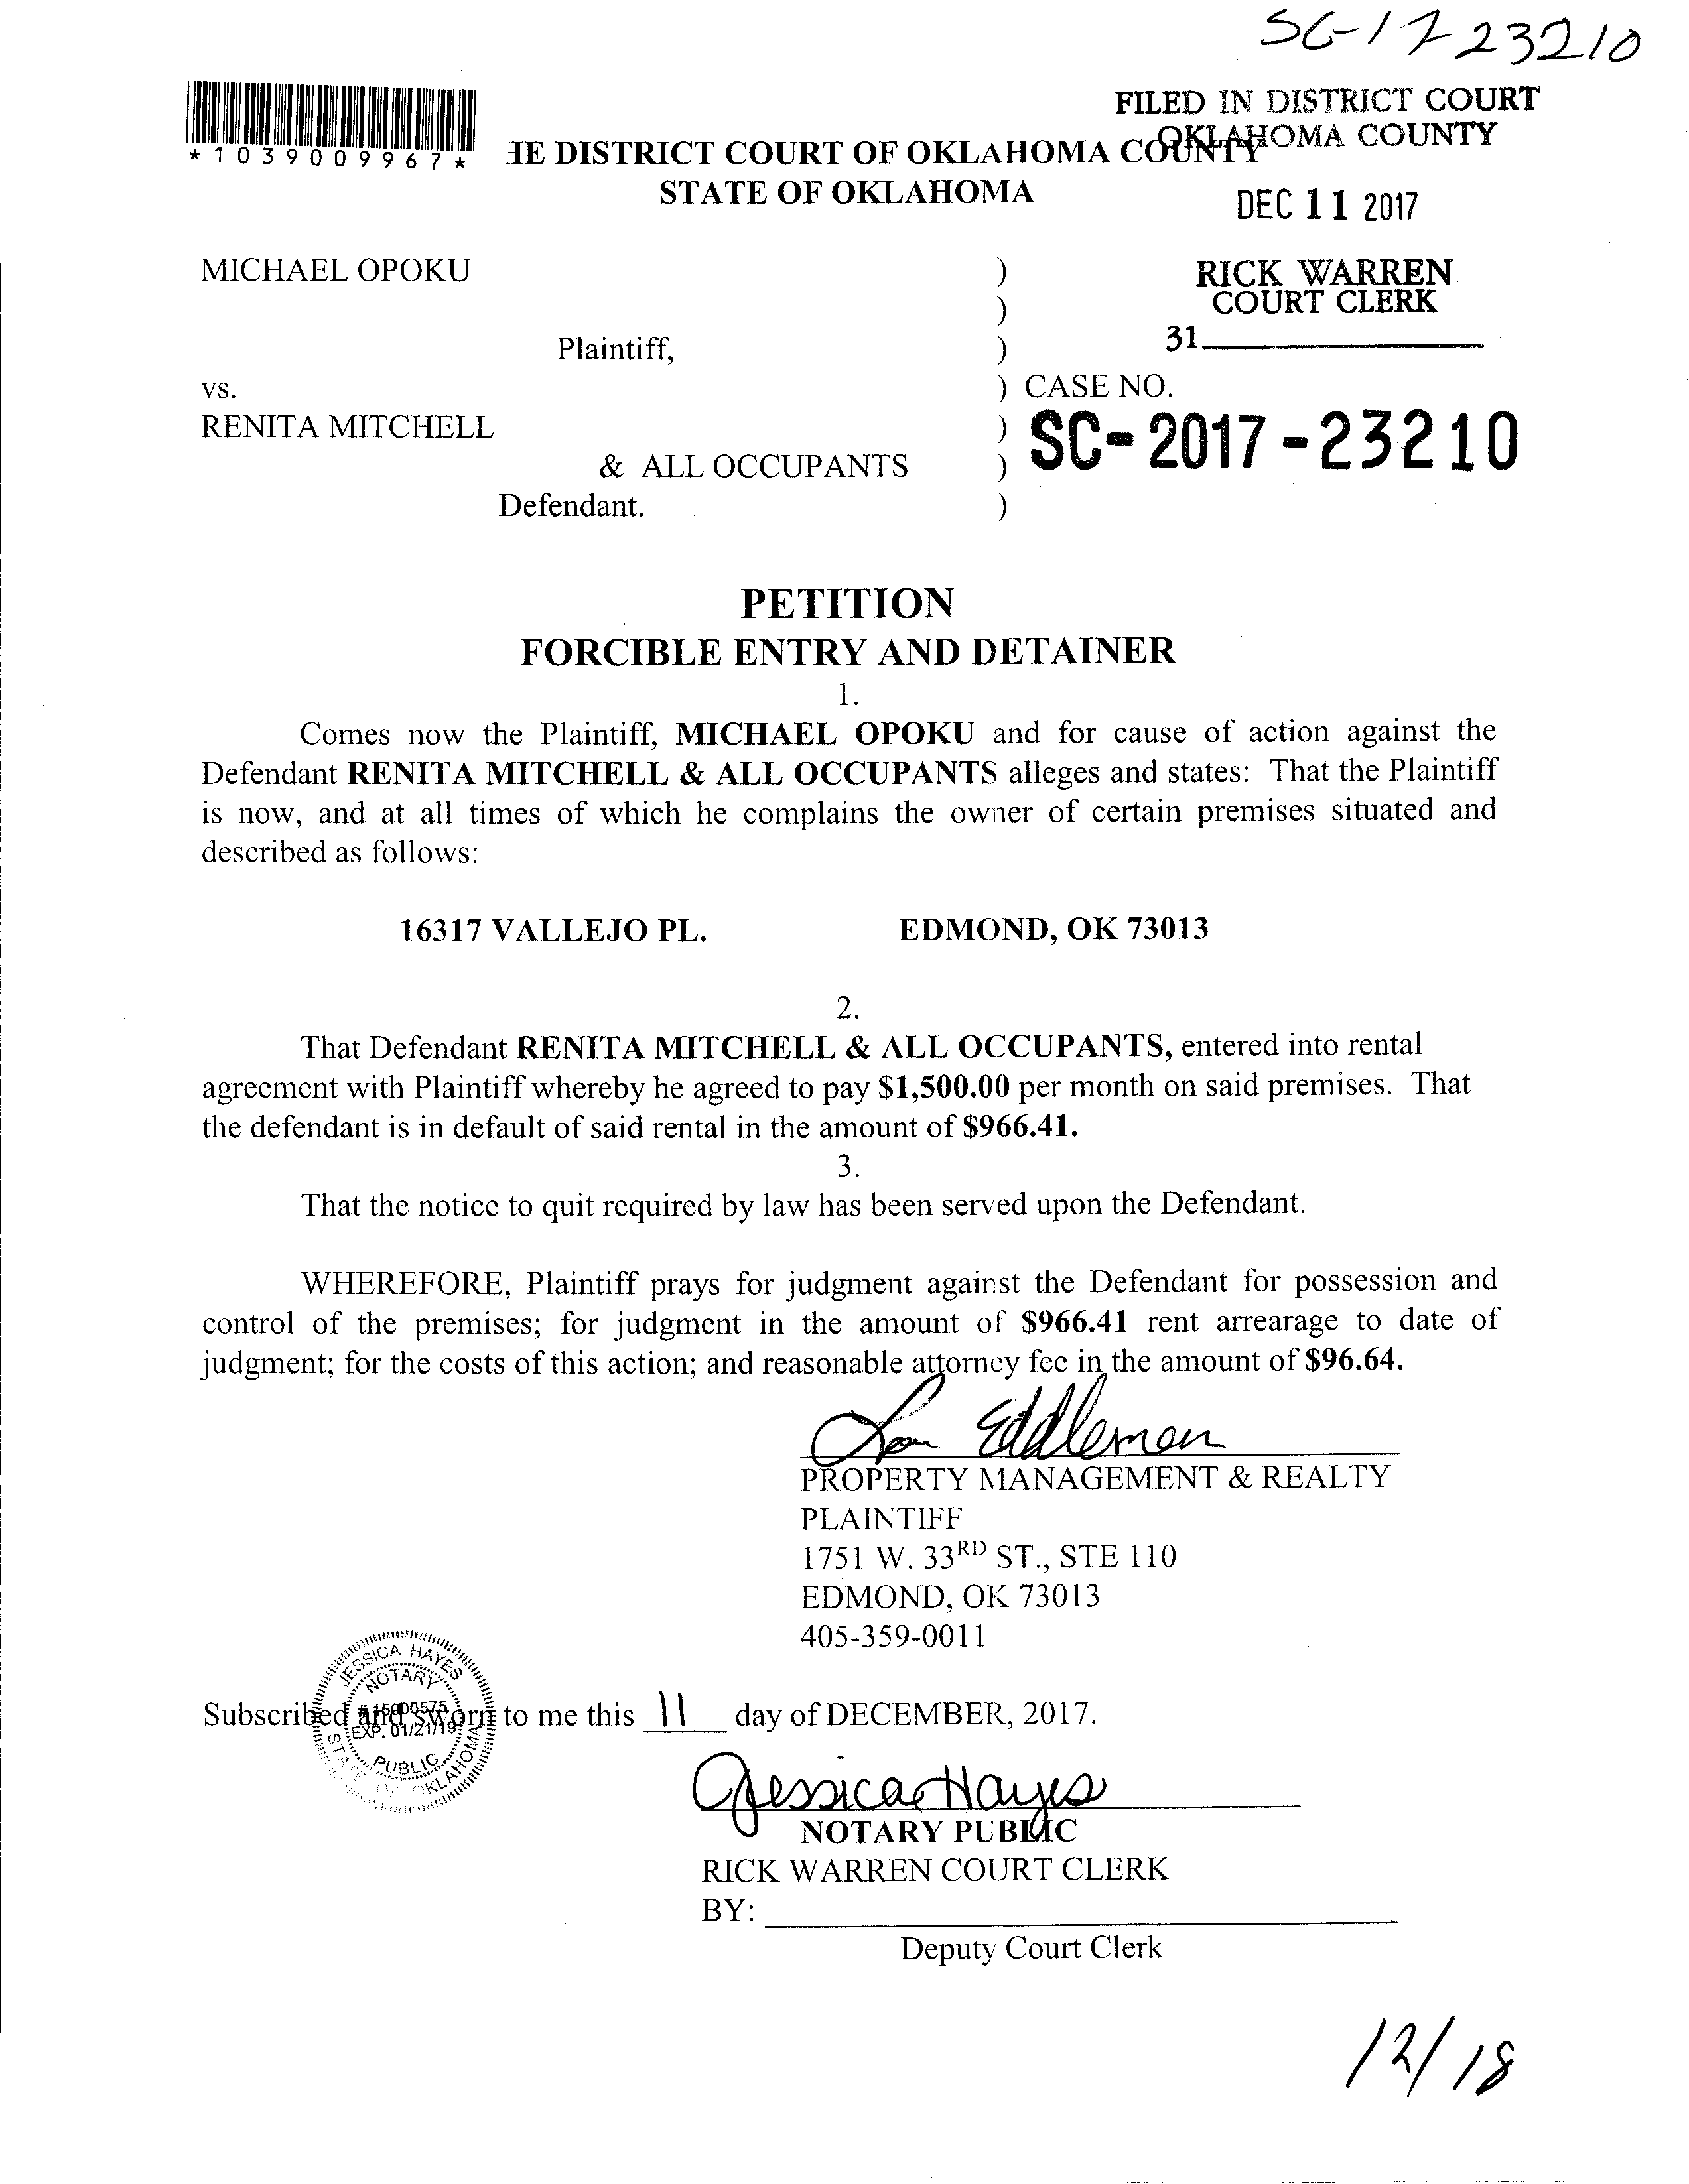 SC-17 23210
FILED IN DISTRICT COURT
OKLAHOMA COUNTY
*1039009967*
HE DISTRICT COURT OF OKLAHOMA COUNTY
STATE OF OKLAHOMA
DEC 11 2017
MICHAEL OPOKU )
RICK WARREN
COURT CLERK
)
31
Plaintiff, )
vs. ) CASE NO.
RENITA MITCHELL ) SC-2017-23210
& ALL OCCUPANTS )
Defendant. )
PETITION
FORCIBLE ENTRY AND DETAINER
1.
Comes now the Plaintiff, MICHAEL OPOKU and for cause of action against the
Defendant RENITA MITCHELL & ALL OCCUPANTS alleges and states: That the Plaintiff
is now, and at all times of which he complains the owner of certain premises situated and
described as follows:
16317 VALLEJO PL. EDMOND, OK 73013
2.
That Defendant RENITA MITCHELL & ALL OCCUPANTS, entered into rental
agreement with Plaintiff whereby he agreed to pay $1,500.00 per month on said premises. That
the defendant is in default of said rental in the amount of $966.41.
3.
That the notice to quit required by law has been served upon the Defendant.
WHEREFORE, Plaintiff prays for judgment against the Defendant for possession and
control of the premises; for judgment in the amount of $966.41 rent arrearage to date of
judgment; for the costs of this action; and reasonable attorney fee in the amount of $96.64.
Eddleman
PROPERTY MANAGEMENT & REALTY
PLAINTIFF
1751 W. 33RD ST., STE 110
EDMOND, OK 73013
405-359-0011
JESSICA HAYES
NOTARY
# 15000575
EXP. 01/21/19
PUBLIC
STATE OF OKLAHOMA
Subscribed and sworn to me this 11 day of DECEMBER, 2017.
Jessica Hayes
NOTARY PUBLIC
RICK WARREN COURT CLERK
BY:
Deputy Court Clerk
12/18